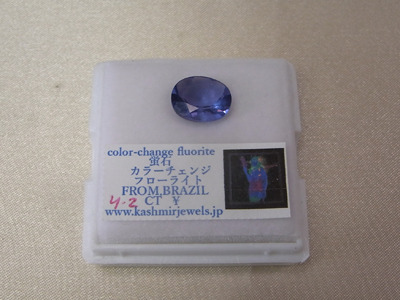 color-change fluorite
蛍石
カラーチェンジ
フローライト
FROM,BRAZIL
4.2 CT ¥
www.kashmirjewels.jp